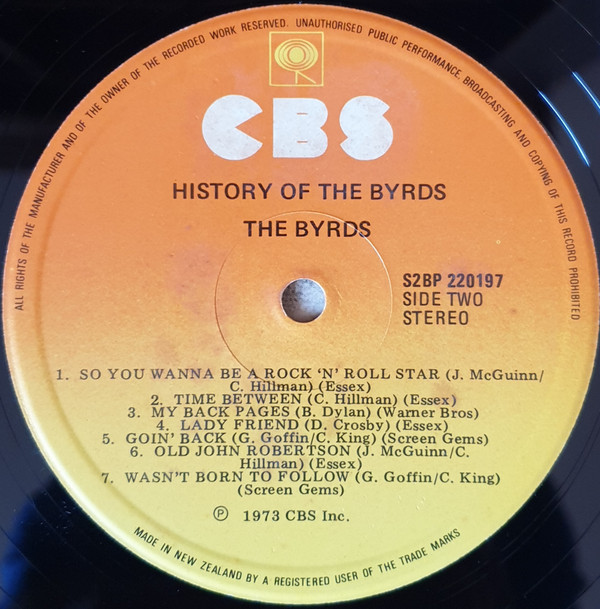 ALL RIGHTS OF THE MANUFACTURER AND OF THE OWNER OF THE RECORDED WORK RESERVED. UNAUTHORISED PUBLIC PERFORMANCE, BROADCASTING AND COPYING OF THIS RECORD PROHIBITED
CBS
HISTORY OF THE BYRDS
THE BYRDS
S2BP 220197
SIDE TWO
STEREO
1. SO YOU WANNA BE A ROCK 'N' ROLL STAR (J. McGuinn/
C. Hillman) (Essex)
2. TIME BETWEEN (C. Hillman) (Essex)
3. MY BACK PAGES (B. Dylan) (Warner Bros)
4. LADY FRIEND (D. Crosby) (Essex)
5. GOIN' BACK (G. Goffin/C. King) (Screen Gems)
6. OLD JOHN ROBERTSON (J. McGuinn/C.
Hillman) (Essex)
7. WASN'T BORN TO FOLLOW (G. Goffin/C. King)
(Screen Gems)
Ⓟ 1973 CBS Inc.
MADE IN NEW ZEALAND BY A REGISTERED USER OF THE TRADE MARKS